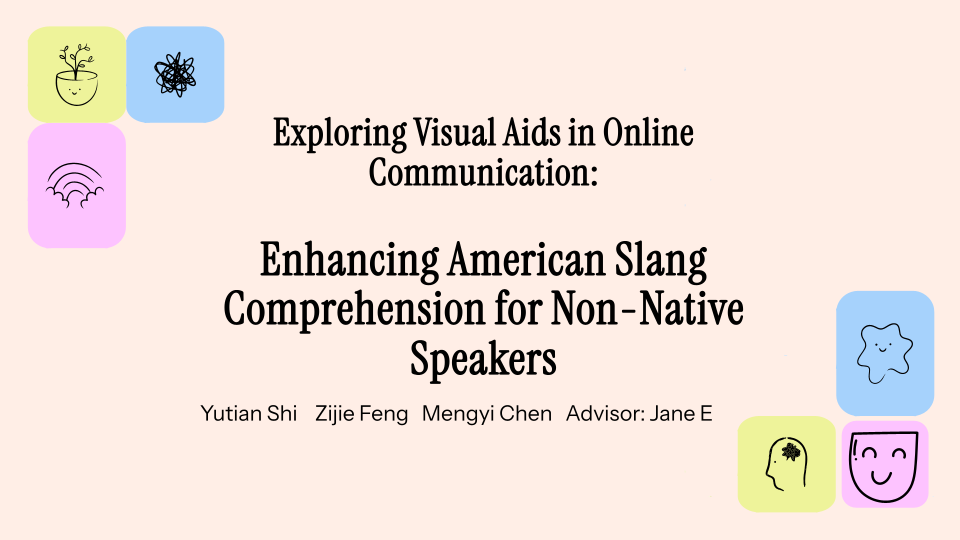 Exploring Visual Aids in Online
Communication:
Enhancing American Slang
Comprehension for Non-Native
Speakers
Yutian Shi Zijie Feng Mengyi Chen Advisor: Jane E